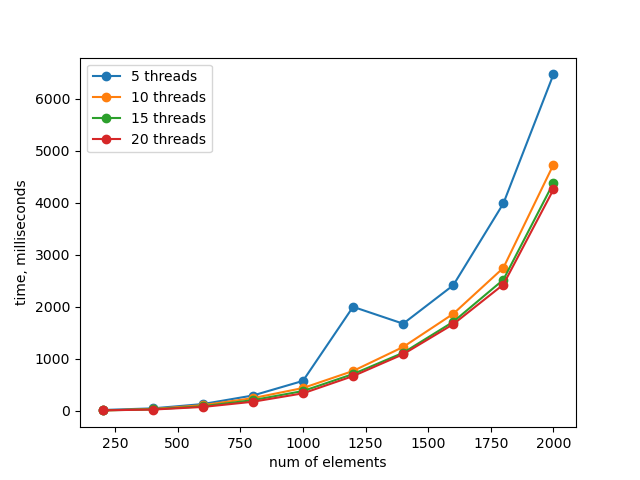 5 threads
10 threads
15 threads
20 threads
6000
5000
4000
3000
2000
1000
0
time, milliseconds
250 500 750 1000 1250 1500 1750 2000
num of elements